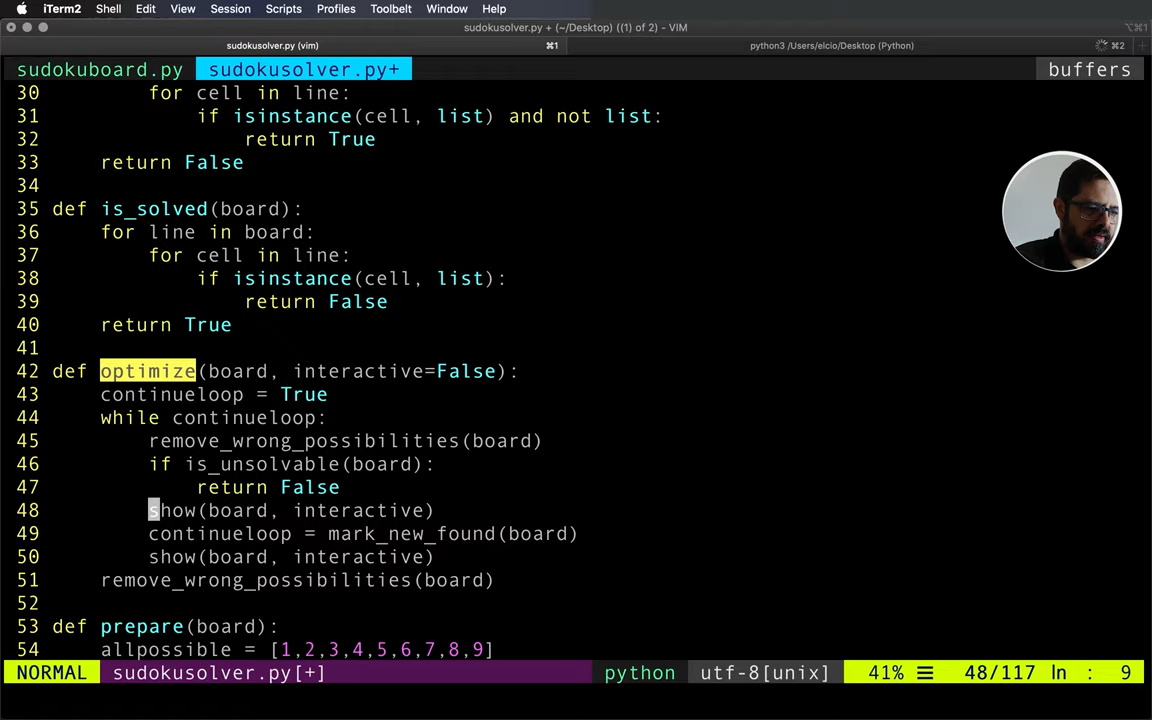 iTerm2 Shell Edit View Session Scripts Profiles Toolbelt Window Help
sudokusolver.py + (~/Desktop) ((1) of 2) - VIM ⌥⌘1
sudokusolver.py (vim) ⌘1 python3 /Users/elcio/Desktop (Python) ⌘2 +
sudokuboard.py sudokusolver.py+ buffers
30         for cell in line:
31             if isinstance(cell, list) and not list:
32                 return True
33     return False
34
35 def is_solved(board):
36     for line in board:
37         for cell in line:
38             if isinstance(cell, list):
39                 return False
40     return True
41
42 def optimize(board, interactive=False):
43     continueloop = True
44     while continueloop:
45         remove_wrong_possibilities(board)
46         if is_unsolvable(board):
47             return False
48         show(board, interactive)
49         continueloop = mark_new_found(board)
50         show(board, interactive)
51     remove_wrong_possibilities(board)
52
53 def prepare(board):
54     allpossible = [1,2,3,4,5,6,7,8,9]
NORMAL sudokusolver.py[+] python utf-8[unix] 41% ☰ 48/117 ln : 9